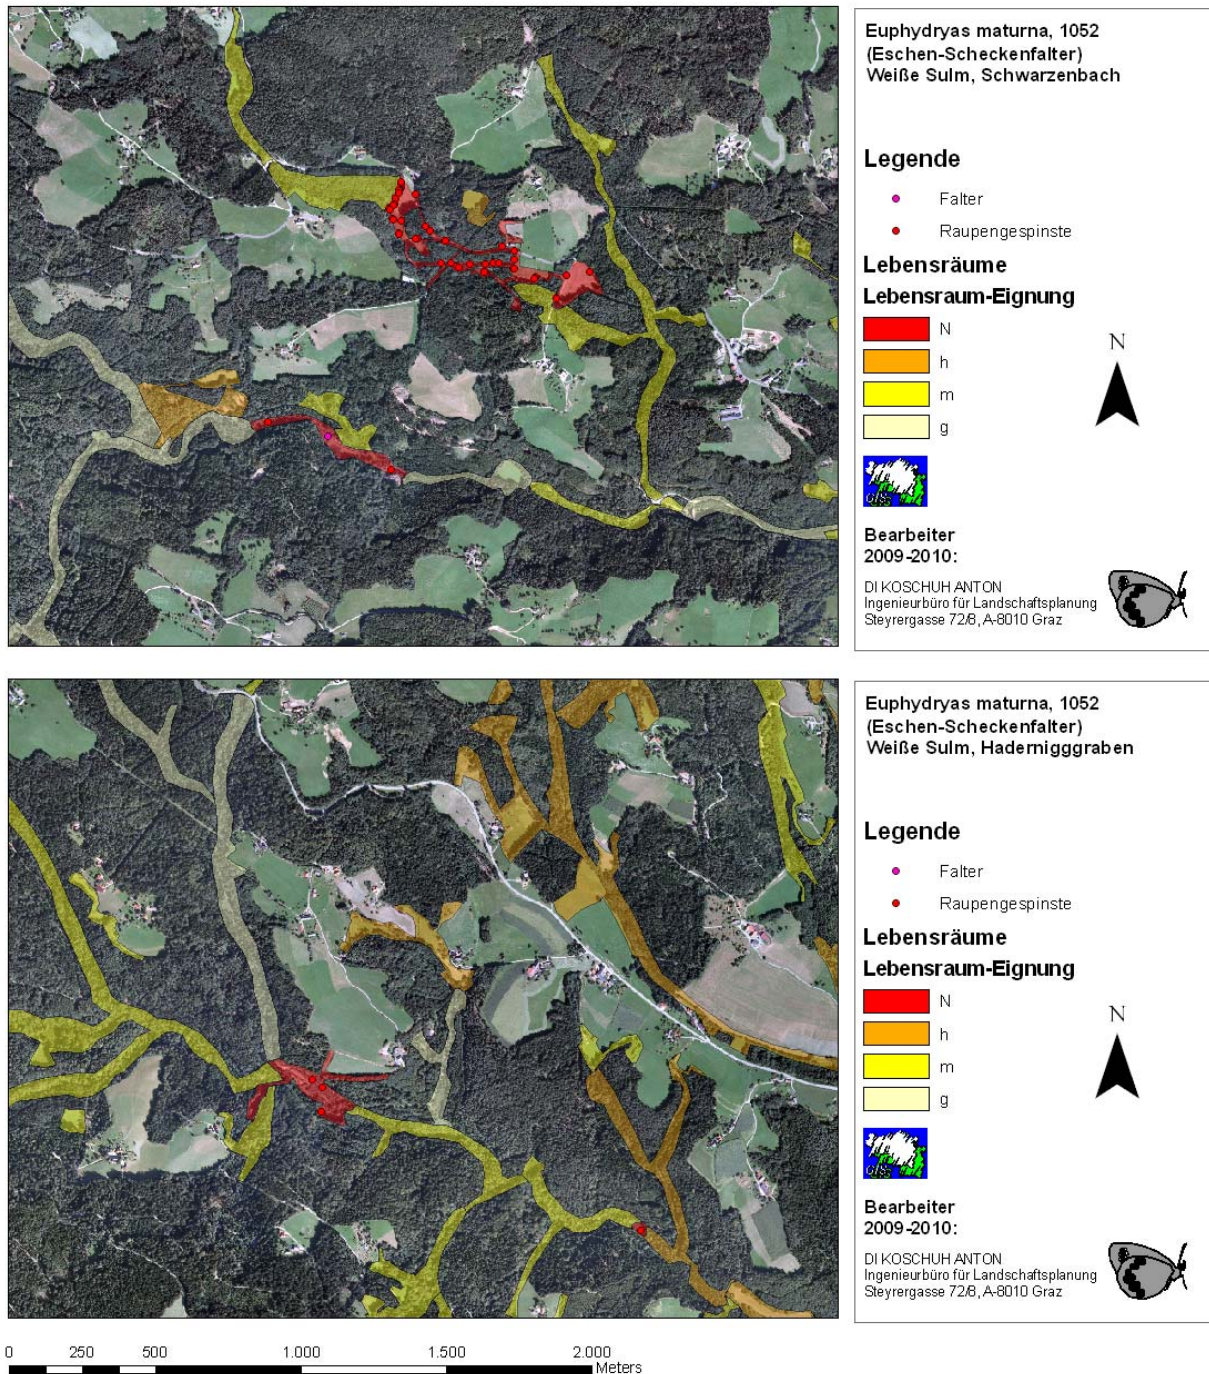 Euphydryas maturna, 1052
(Eschen-Scheckenfalter)
Weiße Sulm, Schwarzenbach
Legende
Falter
Raupengespinste
Lebensräume
Lebensraum-Eignung
N
h
m
g
N
GIS
Bearbeiter
2009-2010:
DI KOSCHUH ANTON
Ingenieurbüro für Landschaftsplanung
Steyrergasse 72/8, A-8010 Graz
Euphydryas maturna, 1052
(Eschen-Scheckenfalter)
Weiße Sulm, Hadernigggraben
Legende
Falter
Raupengespinste
Lebensräume
Lebensraum-Eignung
N
h
m
g
N
GIS
Bearbeiter
2009-2010:
DI KOSCHUH ANTON
Ingenieurbüro für Landschaftsplanung
Steyrergasse 72/8, A-8010 Graz
0 250 500 1.000 1.500 2.000
Meters